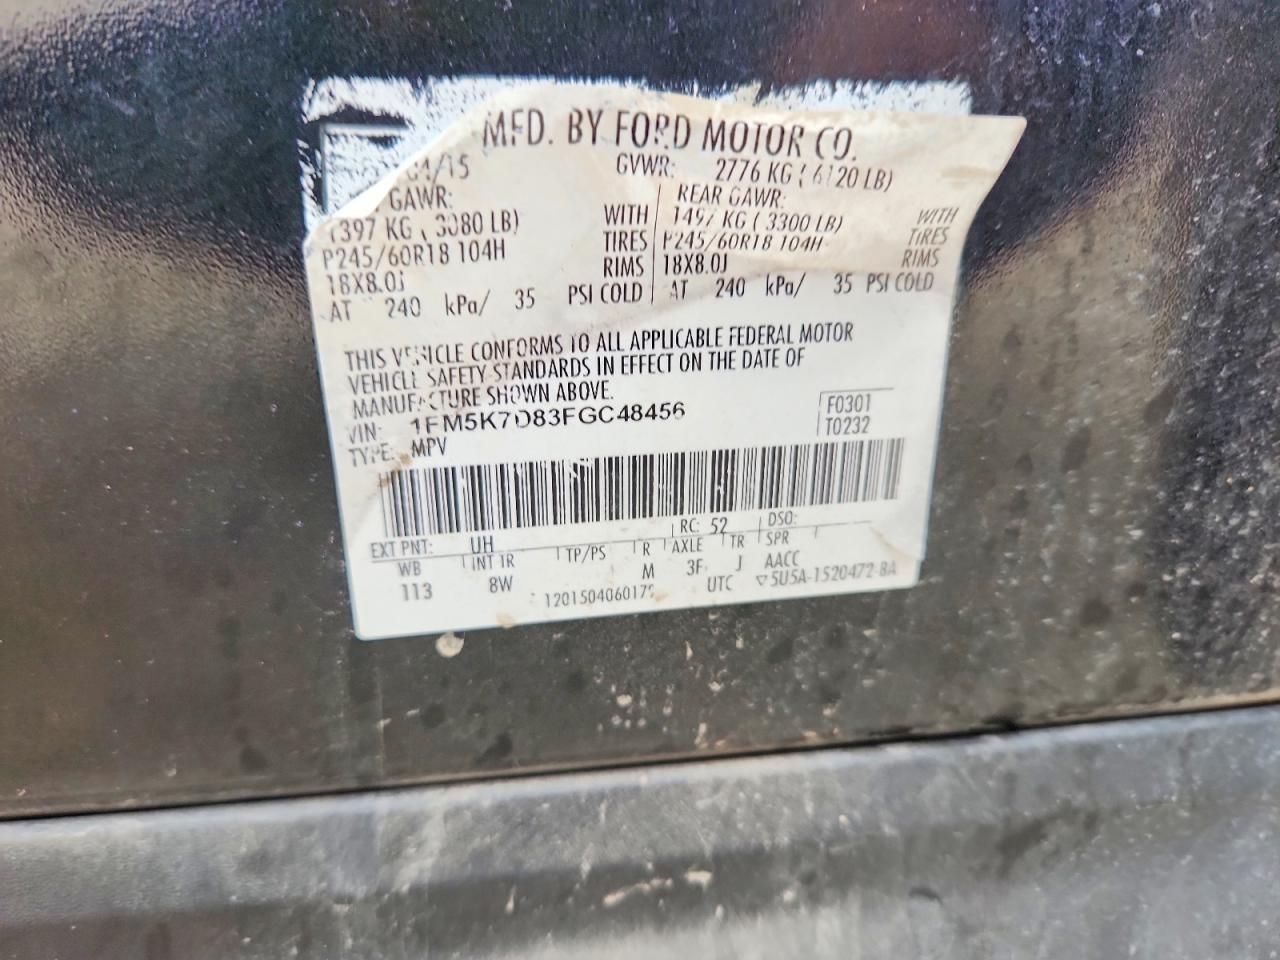 MFD. BY FORD MOTOR CO.
04/15 GVWR: 2776 KG ( 6120 LB)
GAWR: REAR GAWR:
1397 KG ( 3080 LB) WITH 1497 KG ( 3300 LB) WITH
P245/60R18 104H TIRES P245/60R18 104H TIRES
18X8.0J RIMS 18X8.0J RIMS
AT 240 kPa/ 35 PSI COLD AT 240 kPa/ 35 PSI COLD
THIS VEHICLE CONFORMS TO ALL APPLICABLE FEDERAL MOTOR
VEHICLE SAFETY STANDARDS IN EFFECT ON THE DATE OF
MANUFACTURE SHOWN ABOVE.
VIN: 1FM5K7D83FGC48456 F0301
TYPE: MPV T0232
RC: 52 DSO:
EXT PNT: UH
WB INT TR TP/PS R AXLE TR SPR
113 8W M 3F J AACC
UTC ▽5U5A-1520472-BA